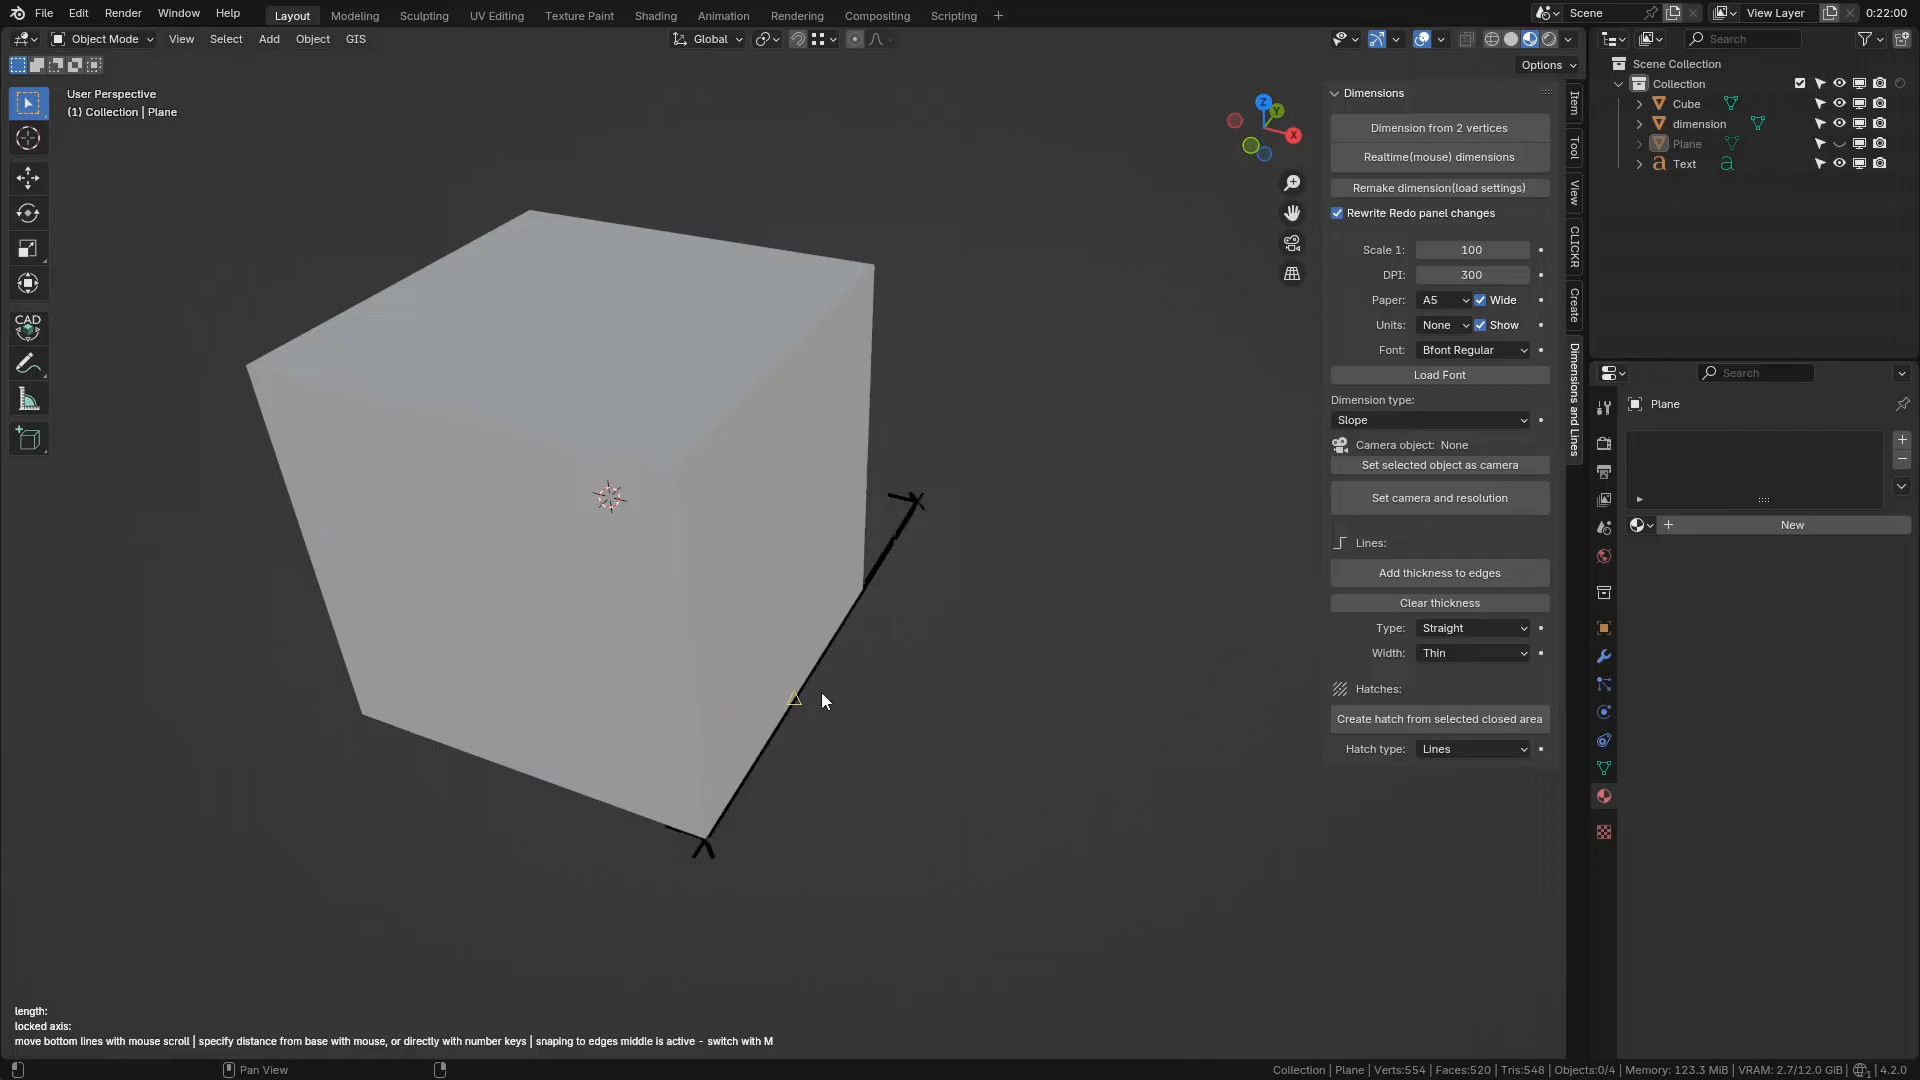 File Edit Render Window Help Layout Modeling Sculpting UV Editing Texture Paint Shading Animation Rendering Compositing Scripting + Scene View Layer 0:22:00
Object Mode View Select Add Object GIS Global Search
Options
User Perspective
(1) Collection | Plane
Z
Y
X
CAD
Dimensions
Dimension from 2 vertices
Realtime(mouse) dimensions
Remake dimension(load settings)
Rewrite Redo panel changes
Scale 1: 100
DPI: 300
Paper: A5 Wide
Units: None Show
Font: Bfont Regular
Load Font
Dimension type:
Slope
Camera object: None
Set selected object as camera
Set camera and resolution
Lines:
Add thickness to edges
Clear thickness
Type: Straight
Width: Thin
Hatches:
Create hatch from selected closed area
Hatch type: Lines
Item
Tool
View
CLICKR
Create
Dimensions and Lines
Scene Collection
Collection
Cube
dimension
Plane
Text
Search
Plane
New
length:
locked axis:
move bottom lines with mouse scroll | specify distance from base with mouse, or directly with number keys | snaping to edges middle is active - switch with M
Pan View
Collection | Plane | Verts:554 | Faces:520 | Tris:548 | Objects:0/4 | Memory: 123.3 MiB | VRAM: 2.7/12.0 GiB | 1 | 4.2.0